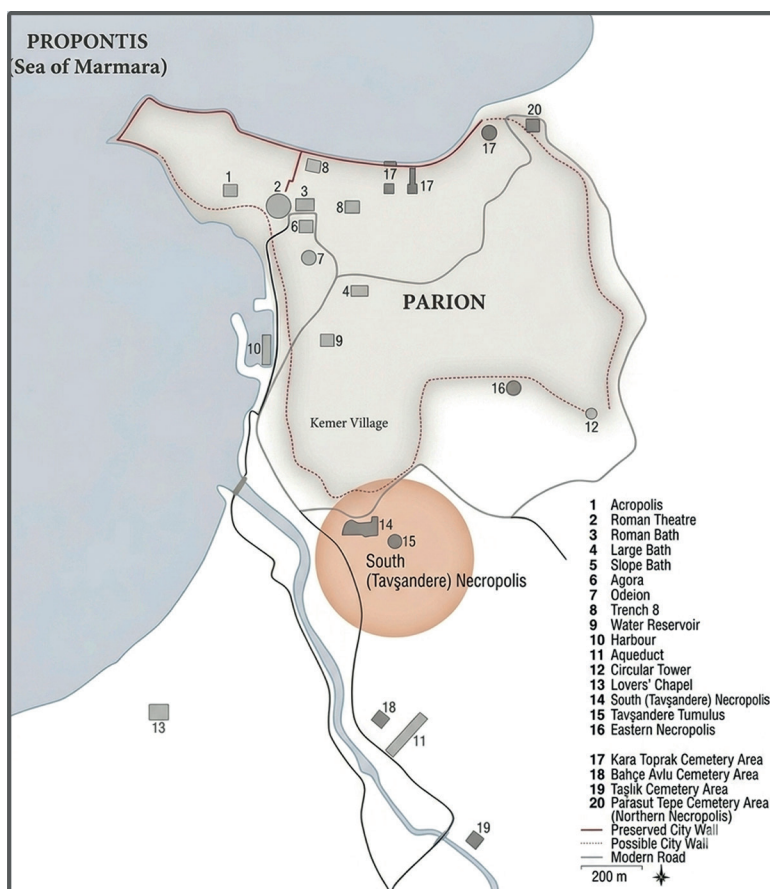 PROPONTIS
(Sea of Marmara)
20
17
1
8
17
17
2
3
8
6
7
4
PARION
10
9
16
12
Kemer Village
14
15
South
(Tavşandere) Necropolis
13
18
11
19
1 Acropolis
2 Roman Theatre
3 Roman Bath
4 Large Bath
5 Slope Bath
6 Agora
7 Odeion
8 Trench 8
9 Water Reservoir
10 Harbour
11 Aqueduct
12 Circular Tower
13 Lovers' Chapel
14 South (Tavşandere) Necropolis
15 Tavşandere Tumulus
16 Eastern Necropolis
17 Kara Toprak Cemetery Area
18 Bahçe Avlu Cemetery Area
19 Taşlık Cemetery Area
20 Parasut Tepe Cemetery Area
(Northern Necropolis)
Preserved City Wall
Possible City Wall
Modern Road
200 m